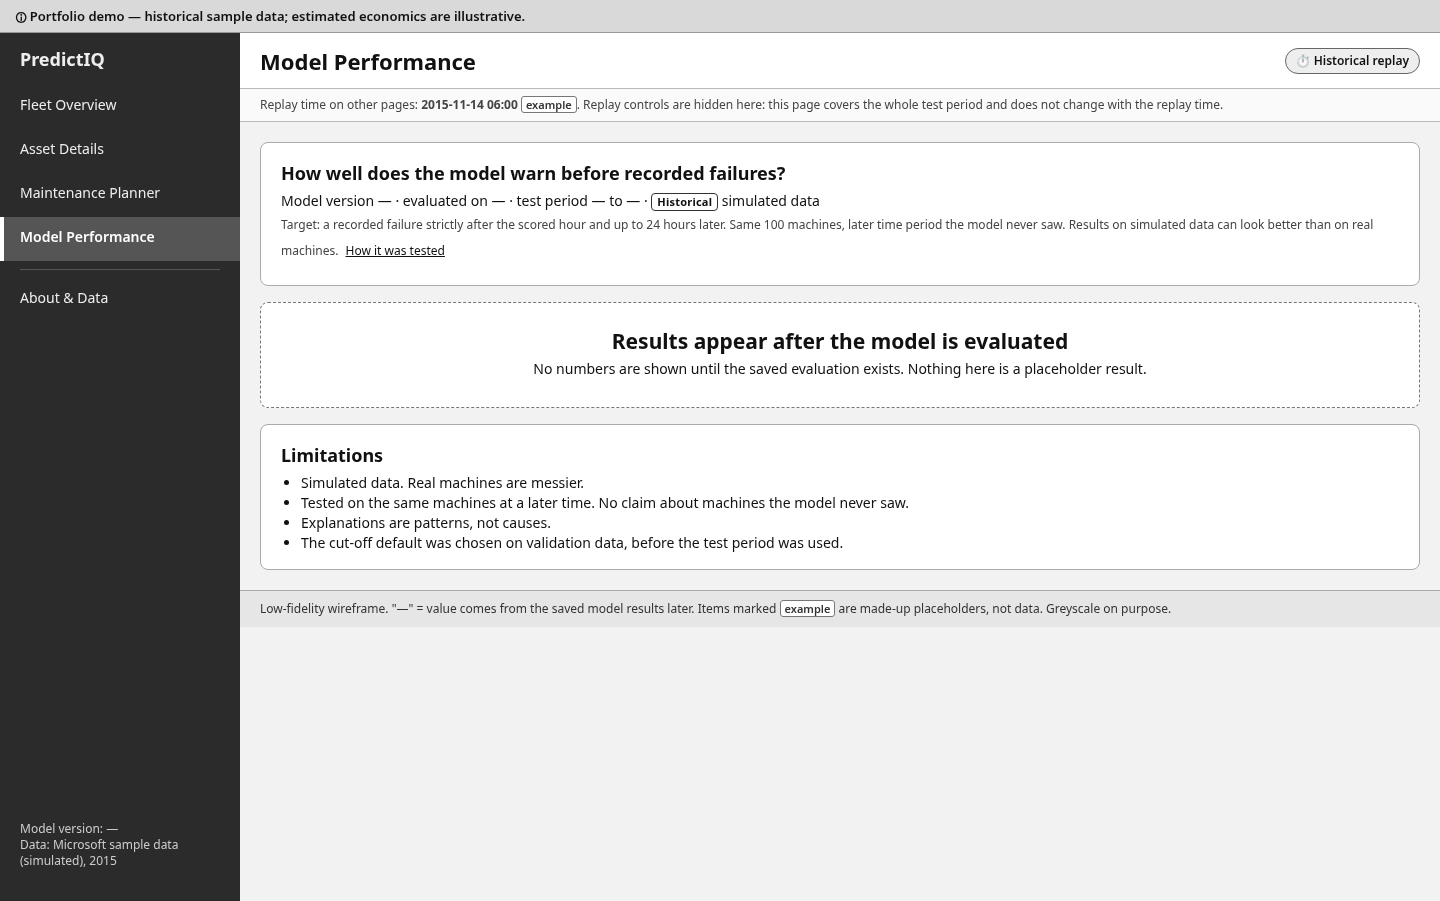 ⓘ Portfolio demo — historical sample data; estimated economics are illustrative.
PredictIQ
Fleet Overview
Asset Details
Maintenance Planner
Model Performance
About & Data
Model version: —
Data: Microsoft sample data
(simulated), 2015
Model Performance
⏱ Historical replay
Replay time on other pages: 2015-11-14 06:00 example. Replay controls are hidden here: this page covers the whole test period and does not change with the replay time.
How well does the model warn before recorded failures?
Model version — · evaluated on — · test period — to — · Historical simulated data
Target: a recorded failure strictly after the scored hour and up to 24 hours later. Same 100 machines, later time period the model never saw. Results on simulated data can look better than on real
machines. How it was tested
Results appear after the model is evaluated
No numbers are shown until the saved evaluation exists. Nothing here is a placeholder result.
Limitations
• Simulated data. Real machines are messier.
• Tested on the same machines at a later time. No claim about machines the model never saw.
• Explanations are patterns, not causes.
• The cut-off default was chosen on validation data, before the test period was used.
Low-fidelity wireframe. "—" = value comes from the saved model results later. Items marked example are made-up placeholders, not data. Greyscale on purpose.